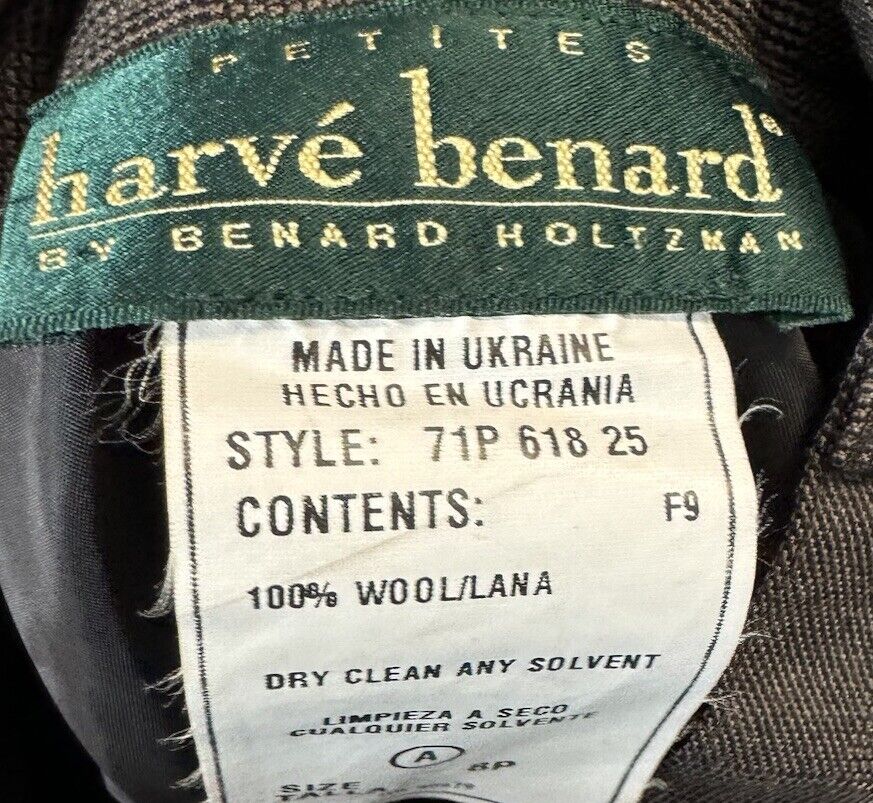 PETITES
harvé benard®
BY BENARD HOLTZMAN
MADE IN UKRAINE
HECHO EN UCRANIA
STYLE: 71P 618 25
CONTENTS: F9
100% WOOL/LANA
DRY CLEAN ANY SOLVENT
LIMPIEZA A SECO
CUALQUIER SOLVENTE
A
SIZE
TALLA